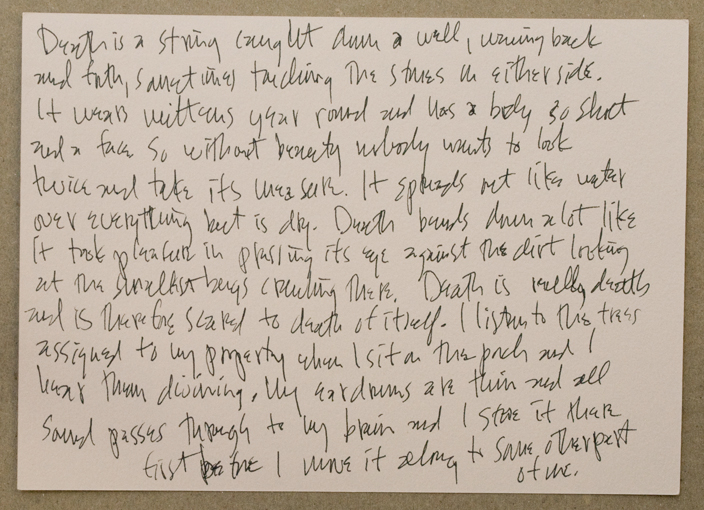 Death is a string caught down a well, waving back
and forth, sometimes touching the stones on either side.
It wears mittens year round and has a body so short
and a face so without beauty nobody wants to look
twice and take its measure. It spreads out like water
over everything but is dry. Death bends down a lot like
it took pleasure in pressing its eye against the dirt looking
at the smallest bugs crawling there. Death is really death
and is therefore scared to death of itself. I listen to the trees
assigned to my property when I sit on the porch and I
hear them divining. My eardrums are thin and all
sound passes through to my brain and I store it there
first before I move it along to some other part
of me.